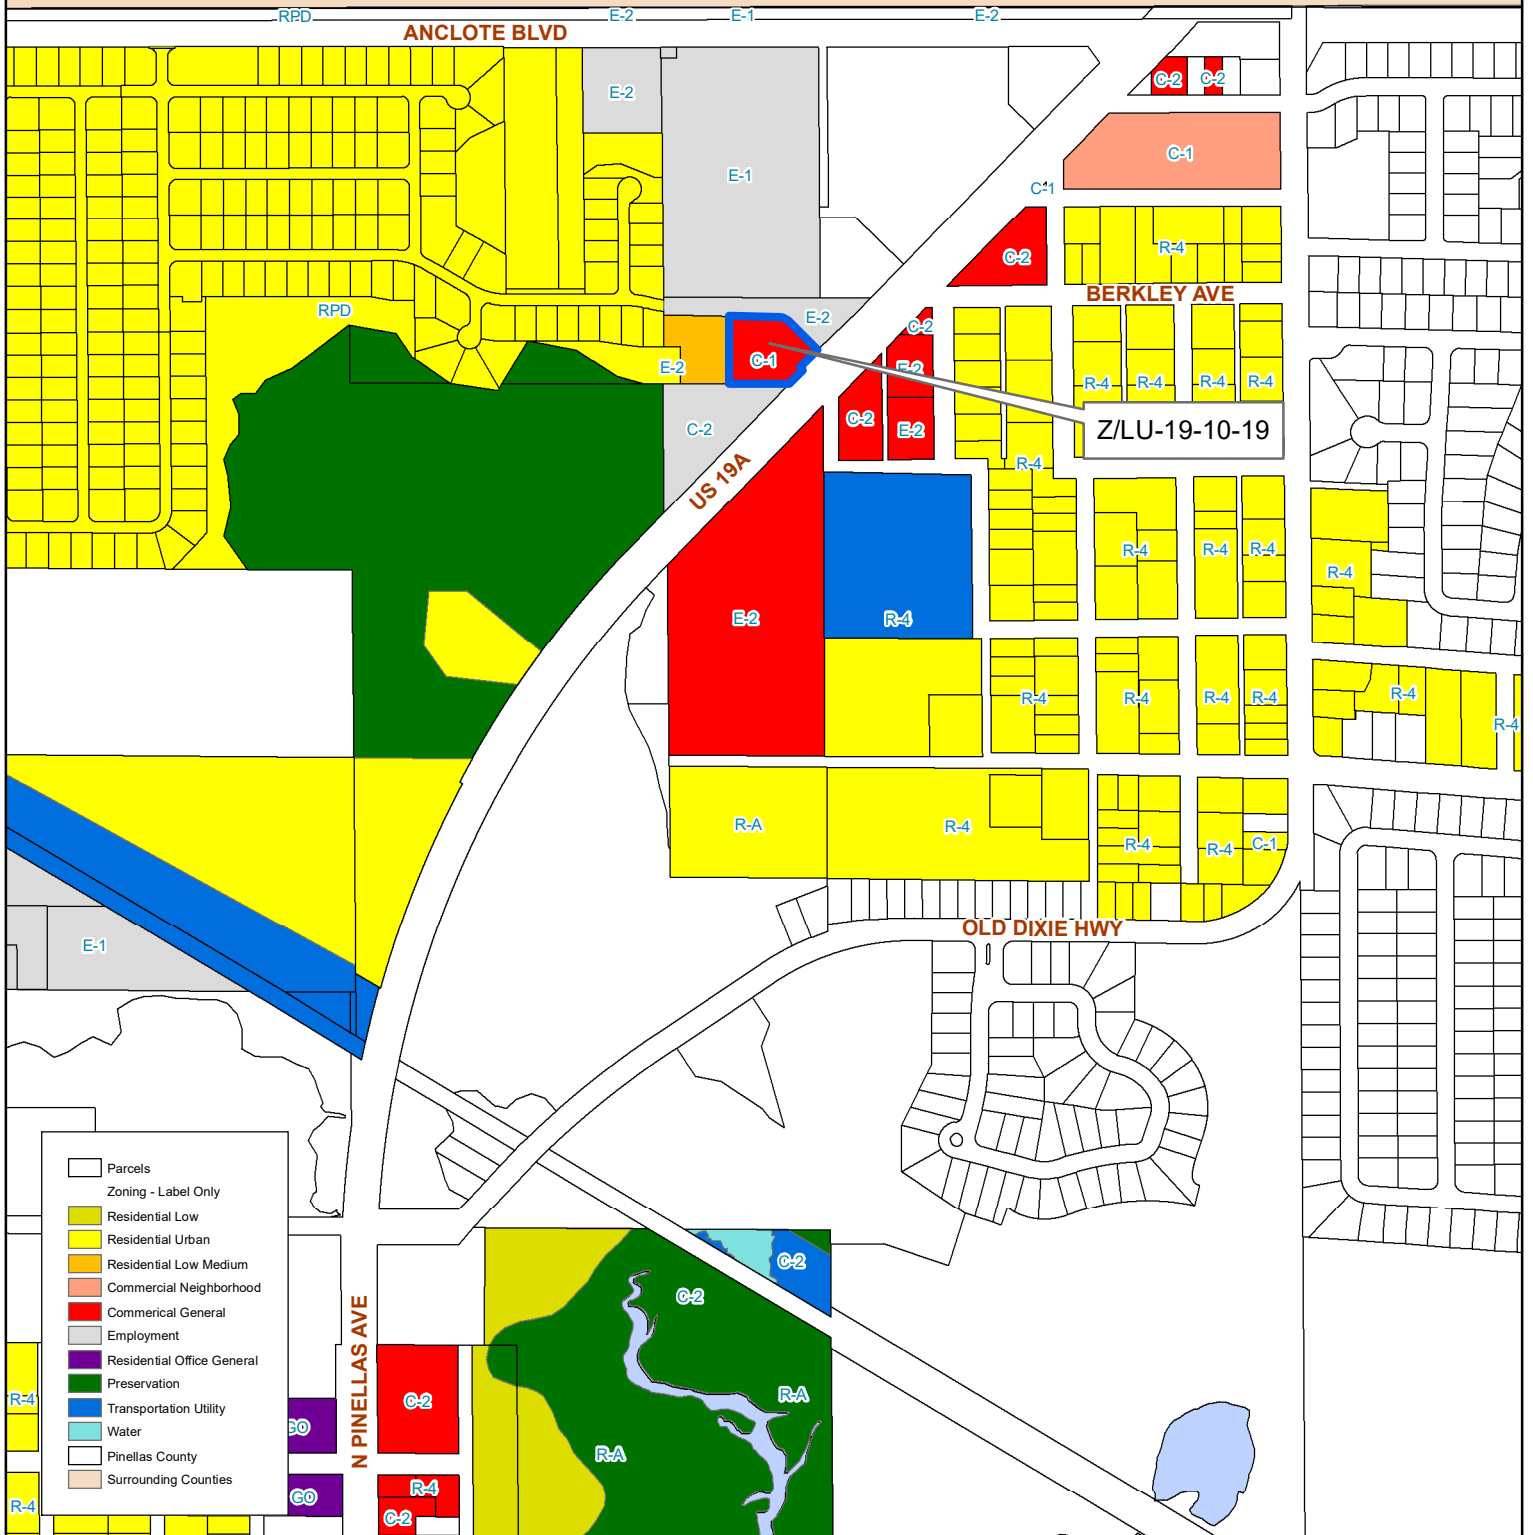 RPD
E-2
E-1
E-2
ANCLOTE BLVD
C-2
C-2
E-2
C-1
E-1
C-1
R-4
C-2
BERKLEY AVE
RPD
E-2
C-2
C-1
E-2
E-2
R-4
R-4
R-4
R-4
C-2
C-2
E-2
Z/LU-19-10-19
R-4
US 19A
R-4
R-4
R-4
R-4
E-2
R-4
R-4
R-4
R-4
R-4
R-4
R-4
R-A
R-4
R-4
R-4
C-1
OLD DIXIE HWY
E-1
Parcels
Zoning - Label Only
Residential Low
Residential Urban
Residential Low Medium
Commercial Neighborhood
Commerical General
Employment
Residential Office General
Preservation
Transportation Utility
Water
Pinellas County
Surrounding Counties
C-2
C-2
N PINELLAS AVE
R-4
C-2
R-A
GO
R-A
R-4
GO
R-4
C-2